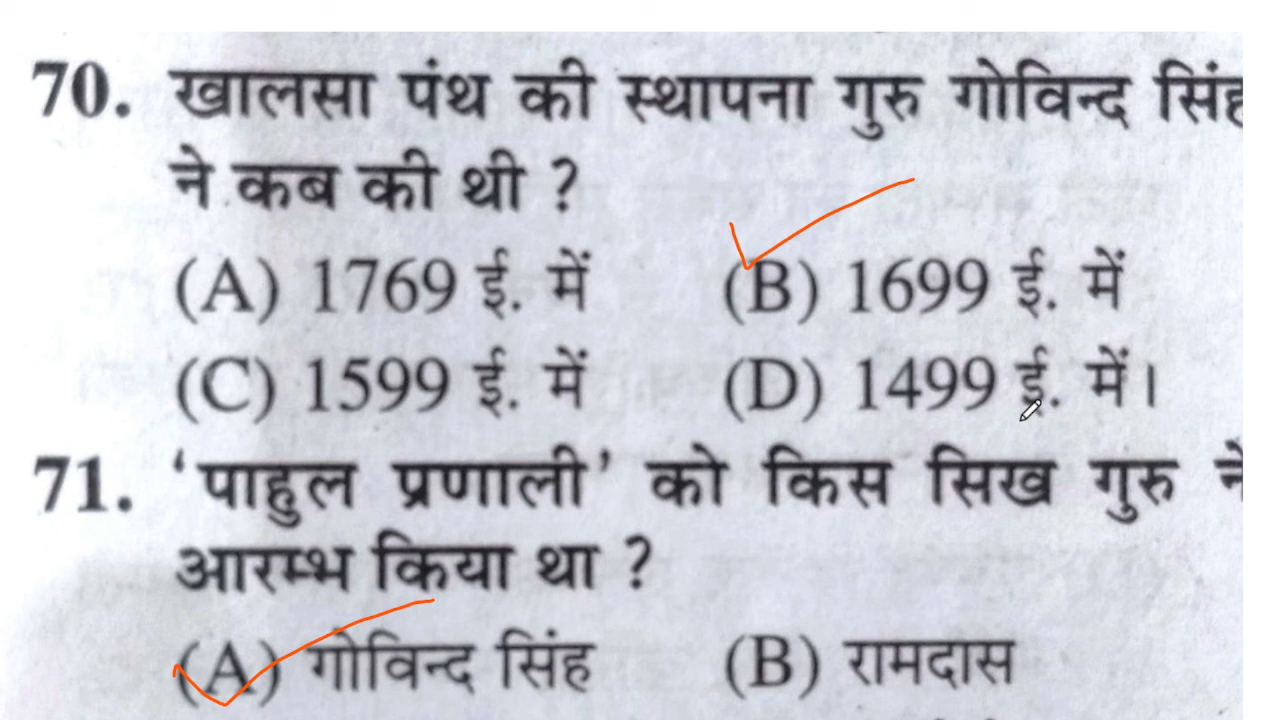 70. खालसा पंथ की स्थापना गुरु गोविन्द सिंह
ने कब की थी ?
(A) 1769 ई. में (B) 1699 ई. में
(C) 1599 ई. में (D) 1499 ई. में।
71. ‘पाहुल प्रणाली’ को किस सिख गुरु ने
आरम्भ किया था ?
(A) गोविन्द सिंह (B) रामदास